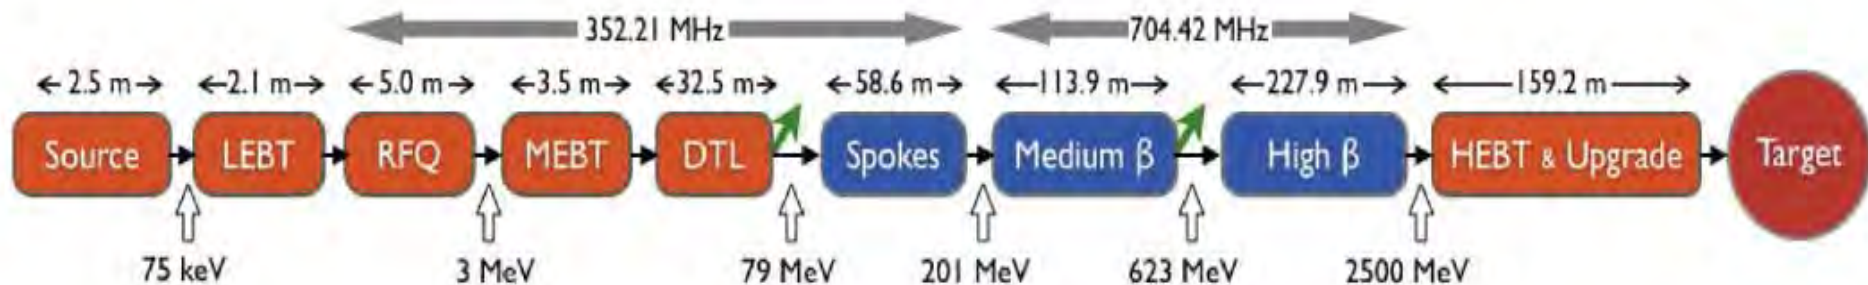 352.21 MHz 704.42 MHz
2.5 m 2.1 m 5.0 m 3.5 m 32.5 m 58.6 m 113.9 m 227.9 m 159.2 m
Source LEBT RFQ MEBT DTL Spokes Medium β High β HEBT & Upgrade Target
75 keV 3 MeV 79 MeV 201 MeV 623 MeV 2500 MeV